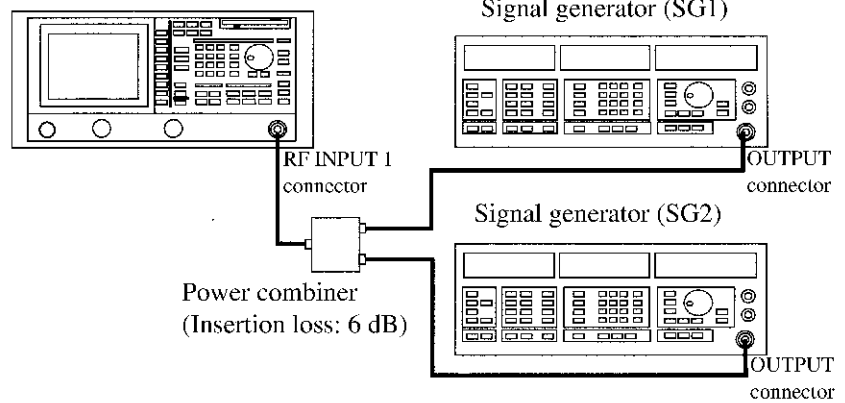 Signal generator (SG1)
RF INPUT 1
connector
OUTPUT
connector
Signal generator (SG2)
Power combiner
(Insertion loss: 6 dB)
OUTPUT
connector